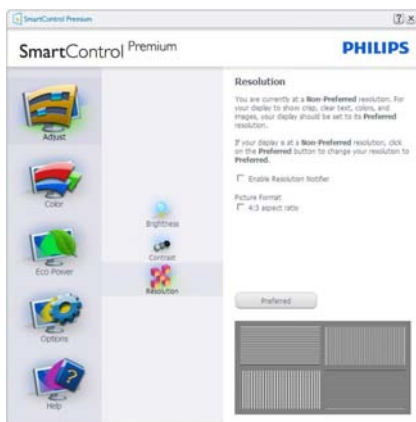 SmartControl Premium
SmartControl Premium
PHILIPS
Adjust
Color
Eco Power
Options
Help
Brightness
Contrast
Resolution
Resolution
You are currently at a Non-Preferred resolution. For
your display to show crisp, clear text, colors, and
images, your display should be set to its Preferred
resolution.
If your display is at a Non-Preferred resolution, click
on the Preferred button to change your resolution to
Preferred.
Enable Resolution Notifier
Picture Format
4:3 aspect ratio
Preferred